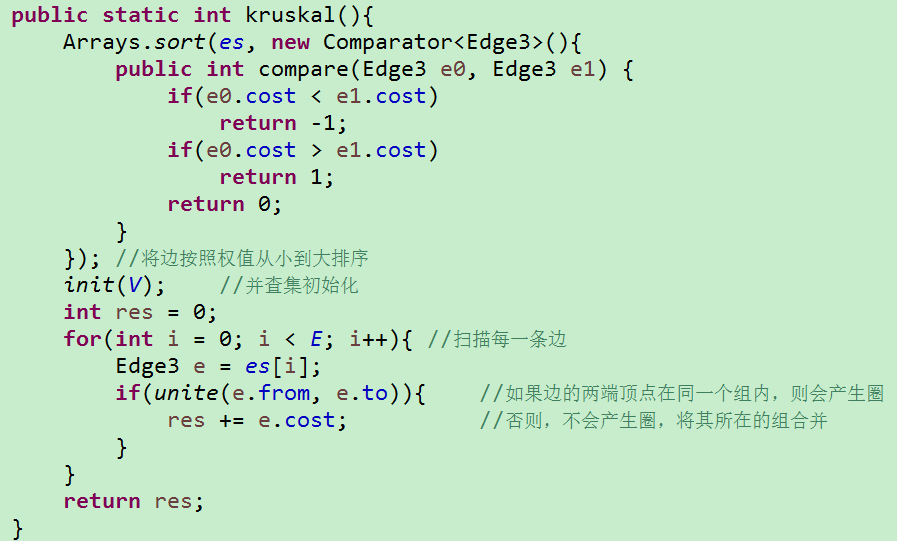 public static int kruskal(){
    Arrays.sort(es, new Comparator<Edge3>(){
        public int compare(Edge3 e0, Edge3 e1) {
            if(e0.cost < e1.cost)
                return -1;
            if(e0.cost > e1.cost)
                return 1;
            return 0;
        }
    }); //将边按照权值从小到大排序
    init(V);    //并查集初始化
    int res = 0;
    for(int i = 0; i < E; i++){ //扫描每一条边
        Edge3 e = es[i];
        if(unite(e.from, e.to)){    //如果边的两端顶点在同一个组内，则会产生圈
            res += e.cost;          //否则，不会产生圈，将其所在的组合并
        }
    }
    return res;
}